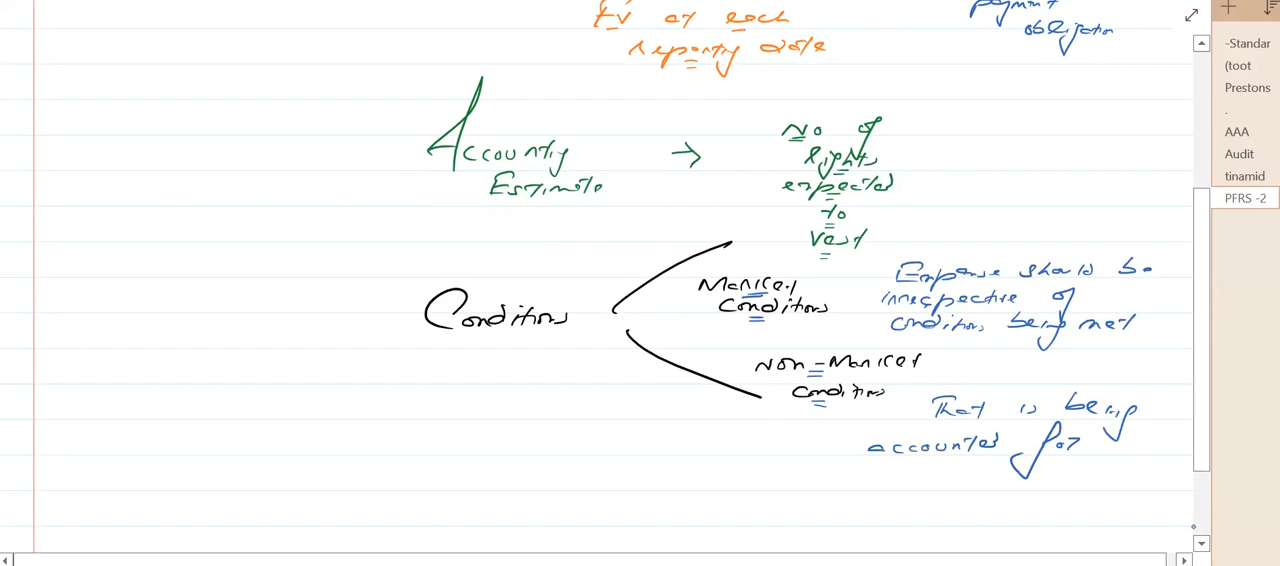 FV at each
reporty date
payment
obligation
Accounting
Estimate
→
No of
rights
expected
to
vest
Conditions
Market
Conditions
Expense should be
irrespective of
conditions being met
Non-Market
Conditions
That is being
accounted for
-Standar
(toot
Prestons
.
AAA
Audit
tinamid
PFRS -2